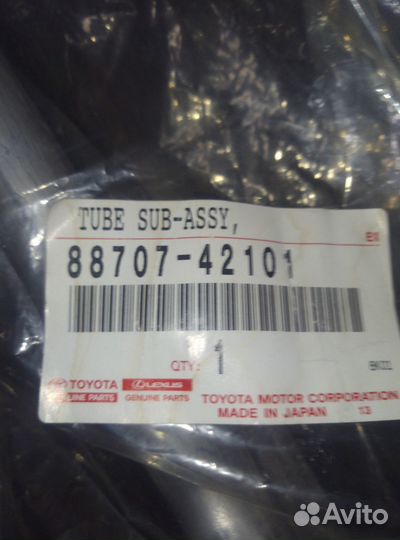 TUBE SUB-ASSY,
88707-42101
QTY: 1
TOYOTA LEXUS
GENUINE PARTS
TOYOTA MOTOR CORPORATION
MADE IN JAPAN 13
Avito